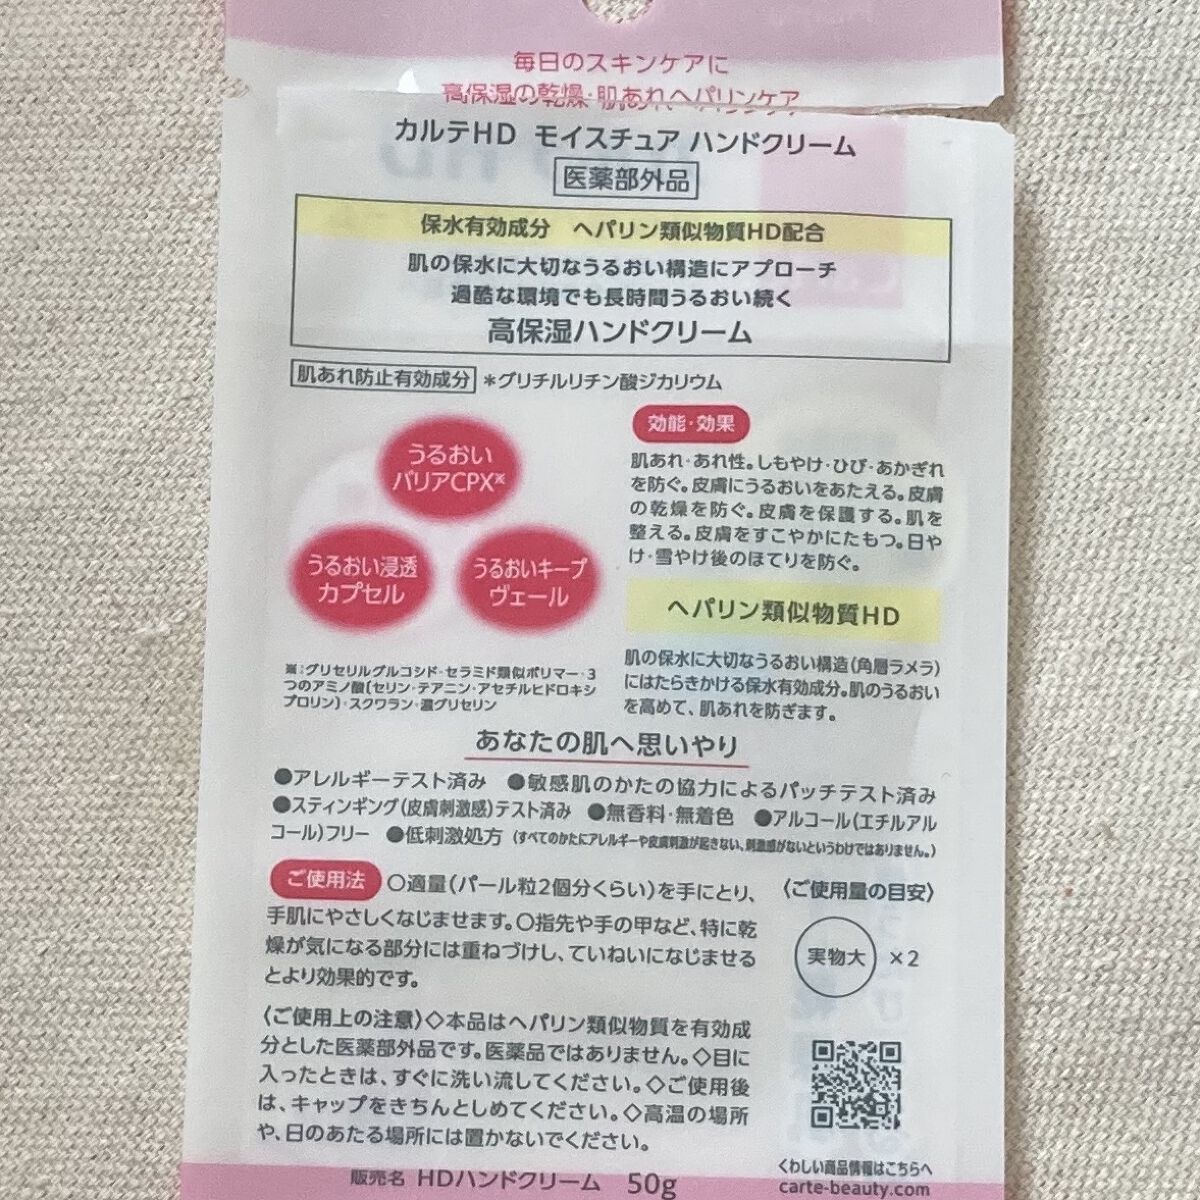 毎日のスキンケアに
高保湿の乾燥・肌あれヘパリンケア
カルテHD モイスチュア ハンドクリーム
医薬部外品
保水有効成分 ヘパリン類似物質HD配合
肌の保水に大切なうるおい構造にアプローチ
過酷な環境でも長時間うるおい続く
高保湿ハンドクリーム
肌あれ防止有効成分 *グリチルリチン酸ジカリウム
うるおい
バリアCPX※
うるおい浸透
カプセル
うるおいキープ
ヴェール
※:グリセリルグルコシド・セラミド類似ポリマー・3
つのアミノ酸(セリン・テアニン・アセチルヒドロキシ
プロリン)・スクワラン・濃グリセリン
効能・効果
肌あれ・あれ性。しもやけ・ひび・あかぎれ
を防ぐ。皮膚にうるおいをあたえる。皮膚
の乾燥を防ぐ。皮膚を保護する。肌を
整える。皮膚をすこやかにたもつ。日や
け・雪やけ後のほてりを防ぐ。
ヘパリン類似物質HD
肌の保水に大切なうるおい構造(角層ラメラ)
にはたらきかける保水有効成分。肌のうるおい
を高めて、肌あれを防ぎます。
あなたの肌へ思いやり
●アレルギーテスト済み ●敏感肌のかたの協力によるパッチテスト済み
●スティンギング(皮膚刺激感)テスト済み ●無香料・無着色 ●アルコール(エチルアル
コール)フリー ●低刺激処方 (すべてのかたにアレルギーや皮膚刺激が起きない、刺激感がないというわけではありません。)
ご使用法 ○適量(パール粒2個分くらい)を手にとり、
手肌にやさしくなじませます。○指先や手の甲など、特に乾
燥が気になる部分には重ねづけし、ていねいになじませる
とより効果的です。
〈ご使用量の目安〉
実物大 ×2
〈ご使用上の注意〉◇本品はヘパリン類似物質を有効成
分とした医薬部外品です。医薬品ではありません。◇目に
入ったときは、すぐに洗い流してください。◇ご使用後
は、キャップをきちんとしめてください。◇高温の場所
や、日のあたる場所には置かないでください。
くわしい商品情報はこちらへ
carte-beauty.com
販売名 HDハンドクリーム 50g